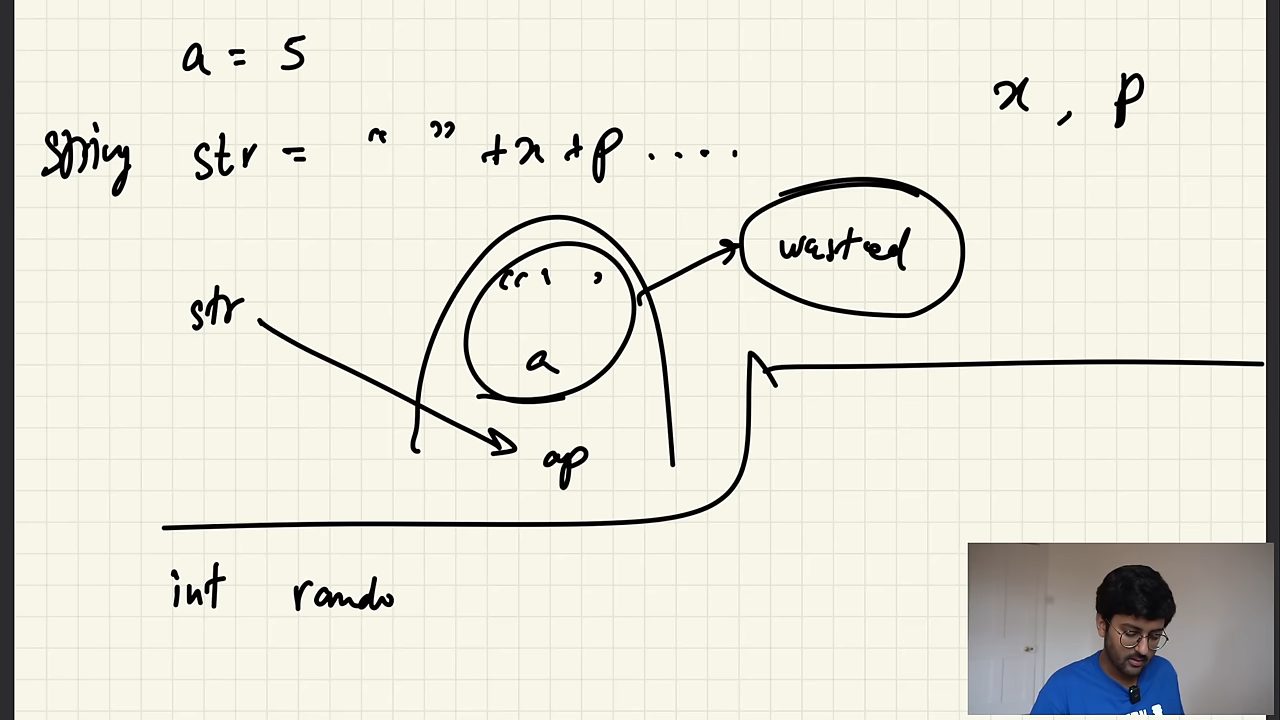 a = 5
x , p
string str = " " + x + p ....
" "
wasted
str
a
ap
int rando